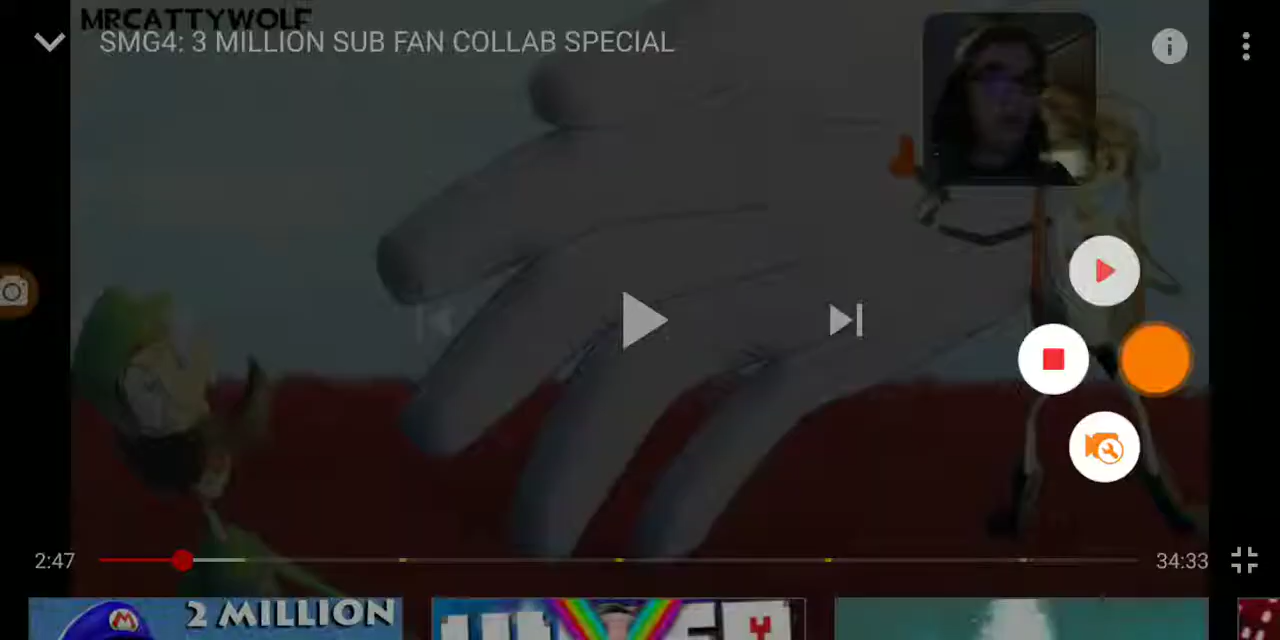 MRCATTYWOLF
SMG4: 3 MILLION SUB FAN COLLAB SPECIAL
2:47
34:33
2 MILLION